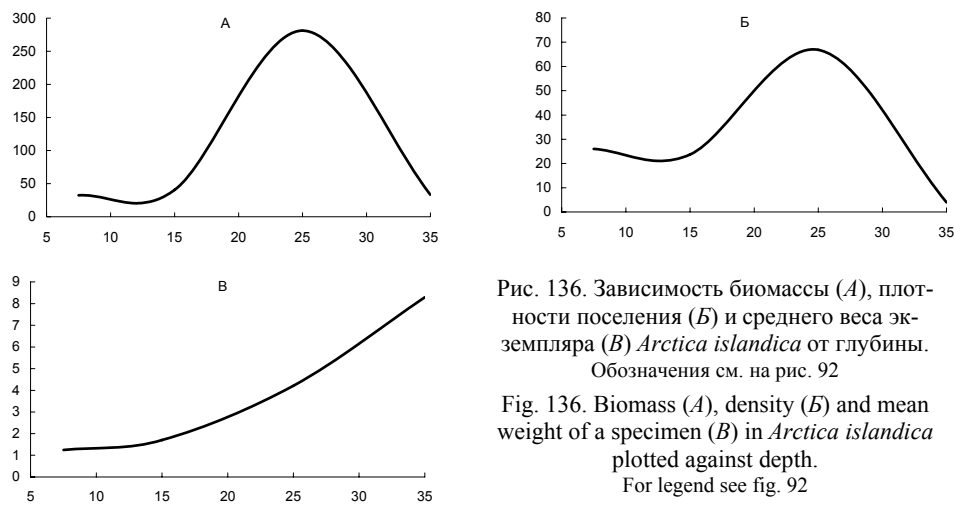 А
300
250
200
150
100
50
0
5 10 15 20 25 30 35
Б
80
70
60
50
40
30
20
10
0
5 10 15 20 25 30 35
В
9
8
7
6
5
4
3
2
1
0
5 10 15 20 25 30 35
Рис. 136. Зависимость биомассы (А), плот-
ности поселения (Б) и среднего веса эк-
земпляра (В) Arctica islandica от глубины.
Обозначения см. на рис. 92
Fig. 136. Biomass (А), density (Б) and mean
weight of a specimen (В) in Arctica islandica
plotted against depth.
For legend see fig. 92